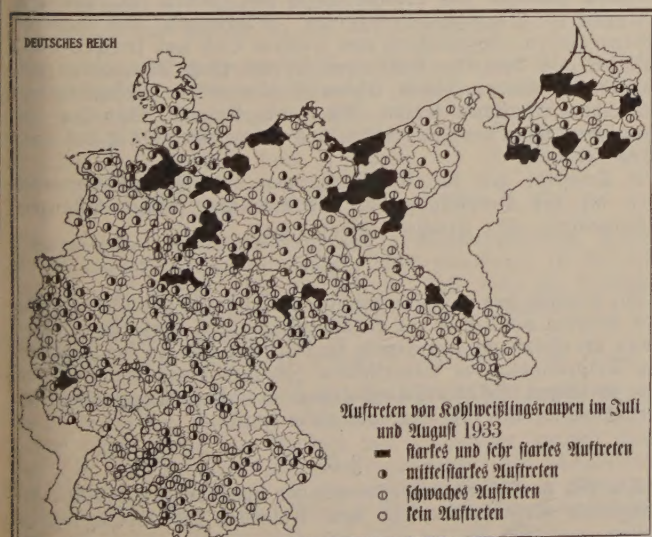 DEUTSCHES REICH
Auftreten von Kohlweißlingsraupen im Juli
und August 1933
starkes und sehr starkes Auftreten
mittelstarkes Auftreten
schwaches Auftreten
kein Auftreten